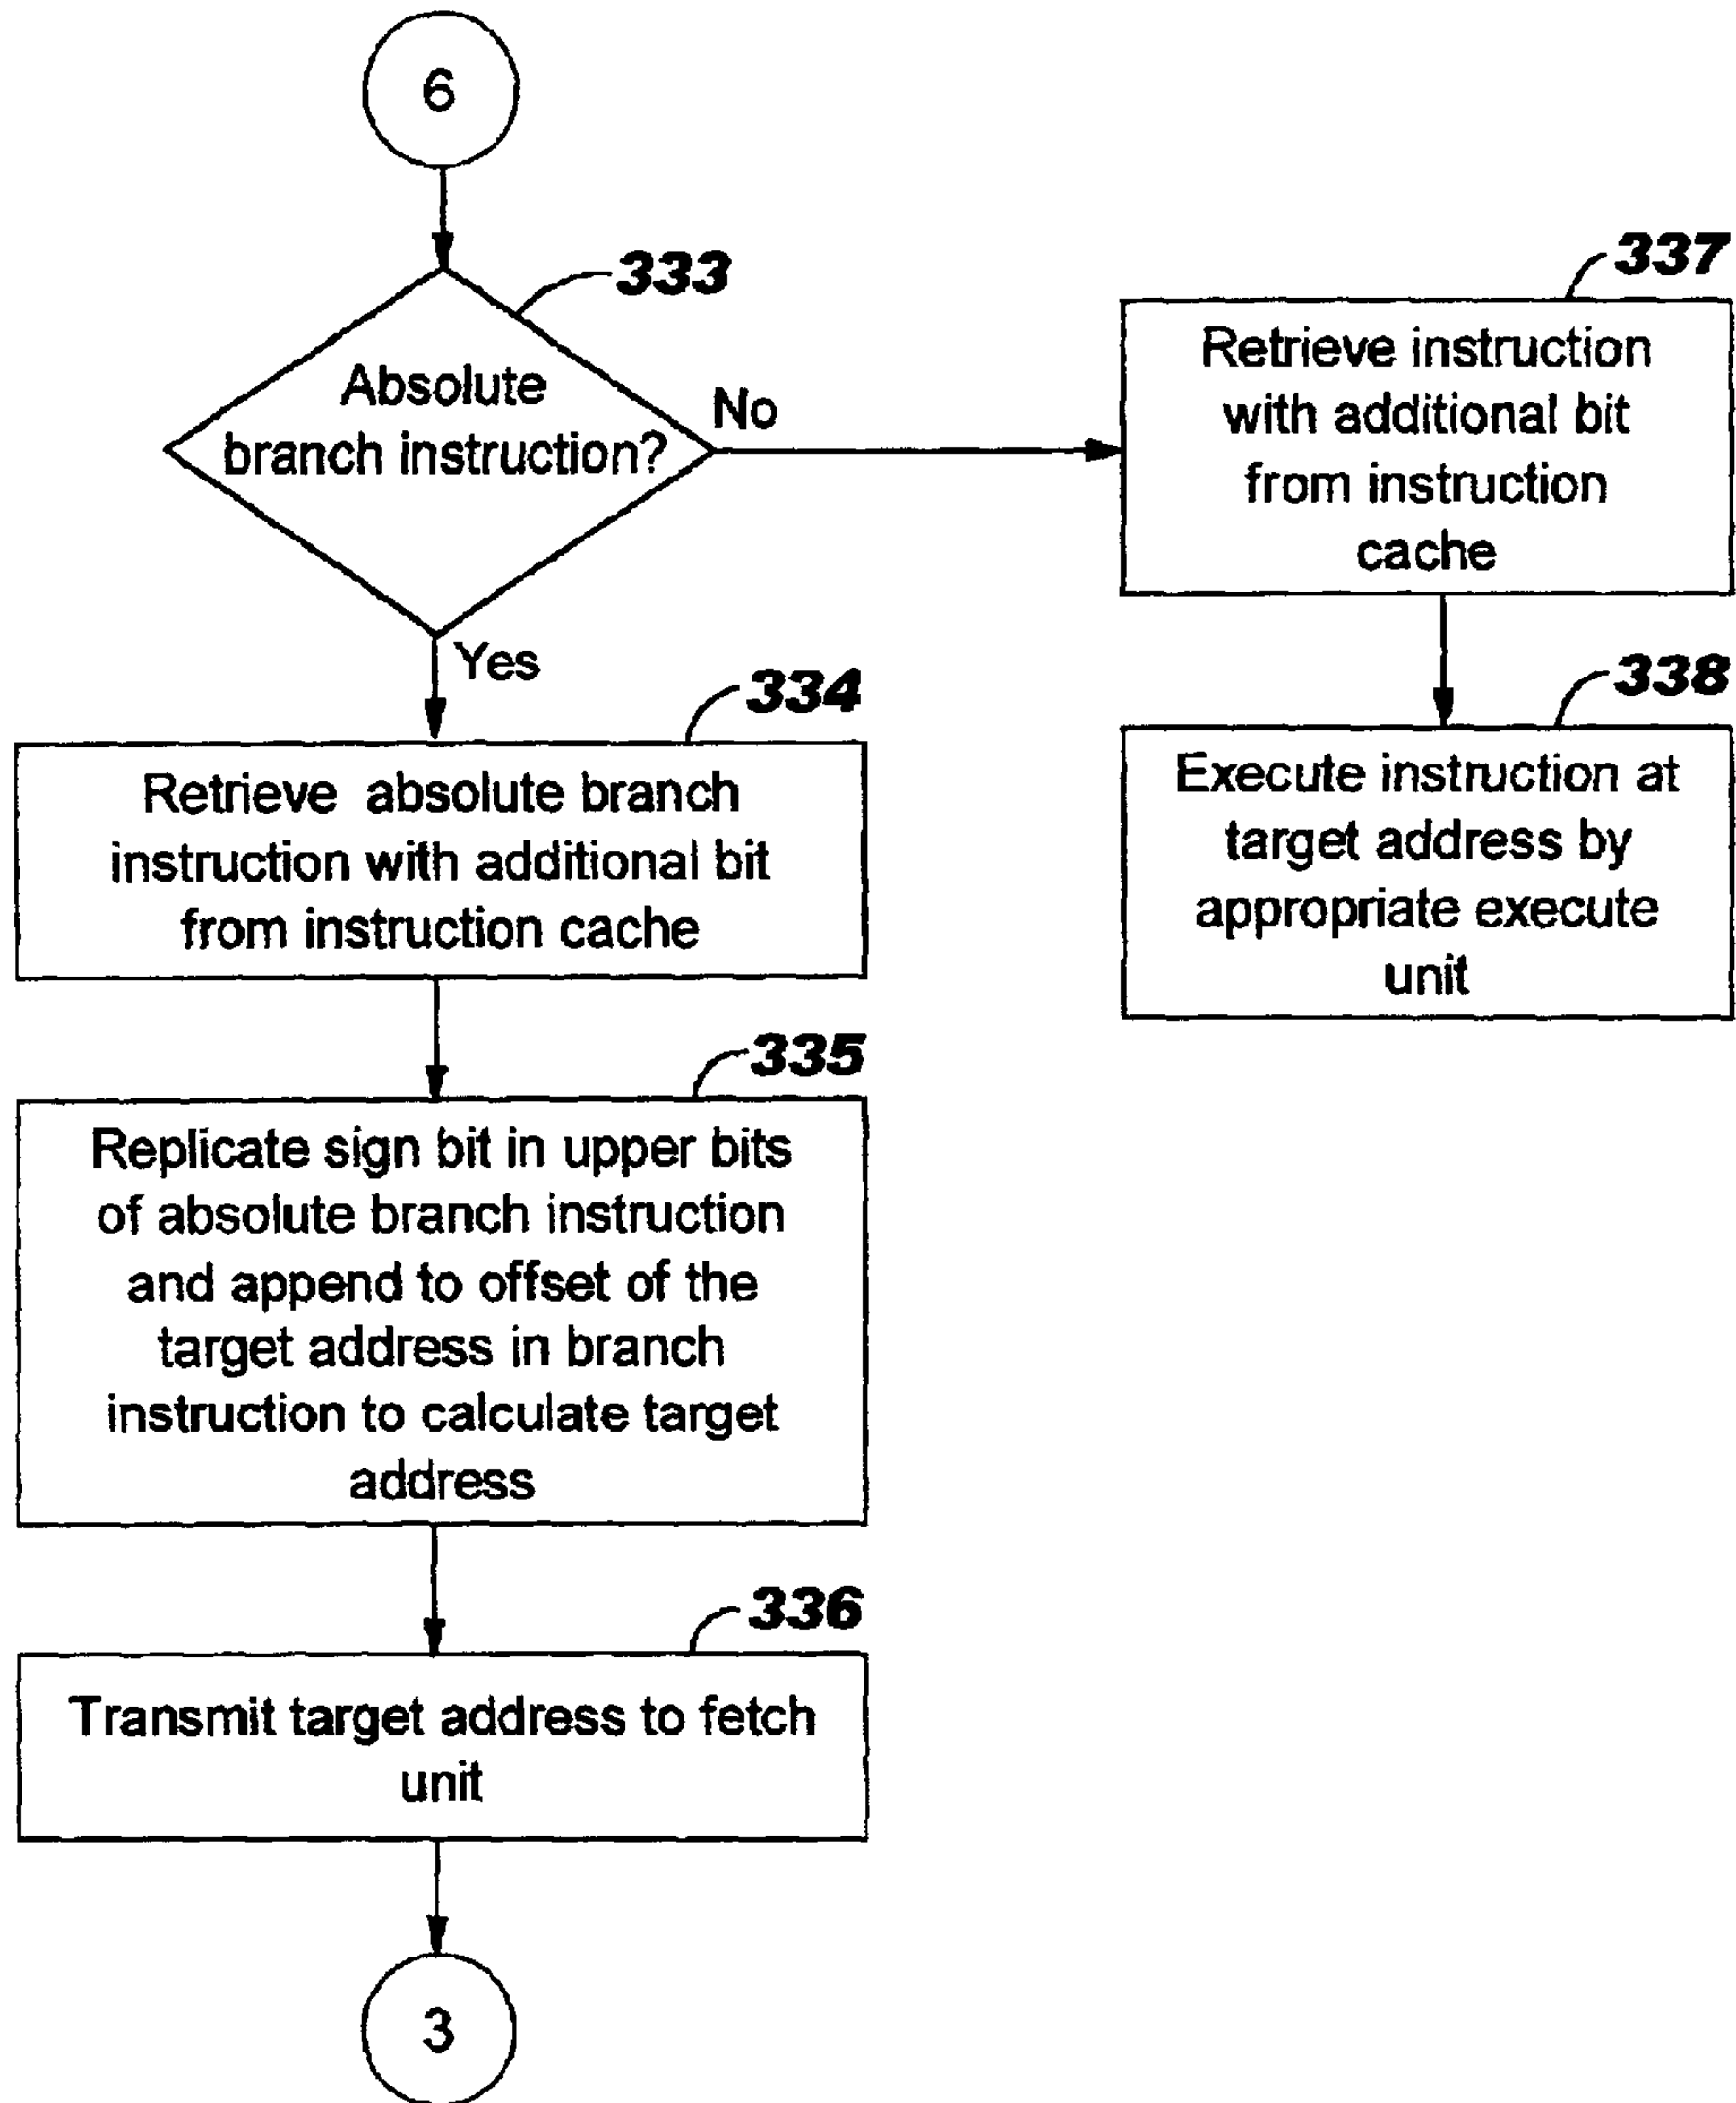 6
333
Absolute
branch instruction?
No
Yes
334
Retrieve absolute branch
instruction with additional bit
from instruction cache
335
Replicate sign bit in upper bits
of absolute branch instruction
and append to offset of the
target address in branch
instruction to calculate target
address
336
Transmit target address to fetch
unit
3
337
Retrieve instruction
with additional bit
from instruction
cache
338
Execute instruction at
target address by
appropriate execute
unit